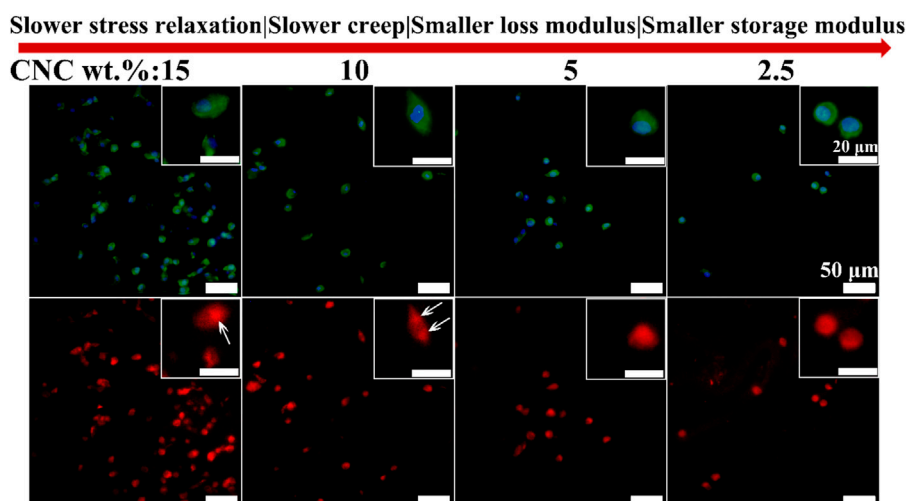 Slower stress relaxation|Slower creep|Smaller loss modulus|Smaller storage modulus
CNC wt.%:15 10 5 2.5
20 μm
50 μm